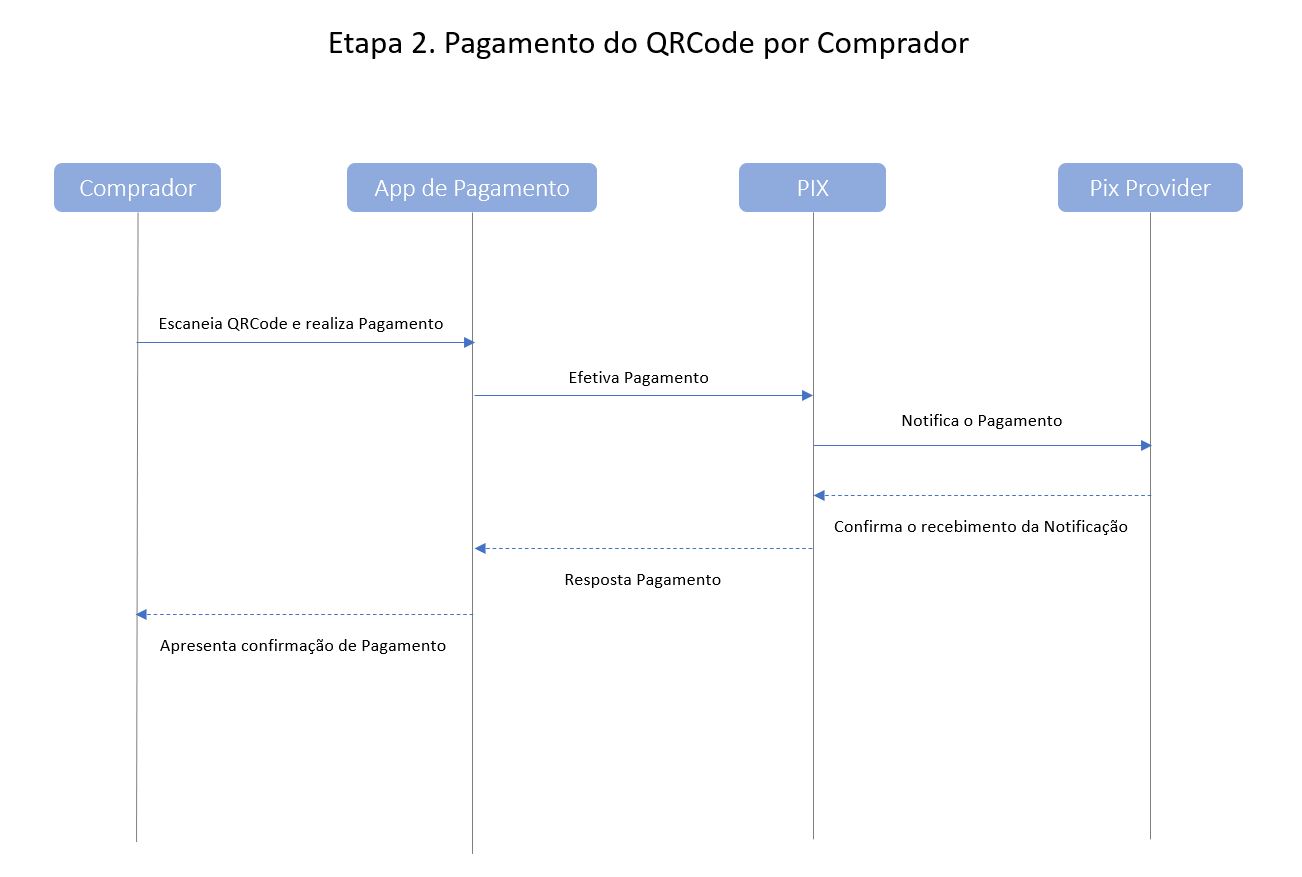 Etapa 2. Pagamento do QRCode por Comprador
Comprador
App de Pagamento
PIX
Pix Provider
Escaneia QRCode e realiza Pagamento
Efetiva Pagamento
Notifica o Pagamento
Confirma o recebimento da Notificação
Resposta Pagamento
Apresenta confirmação de Pagamento